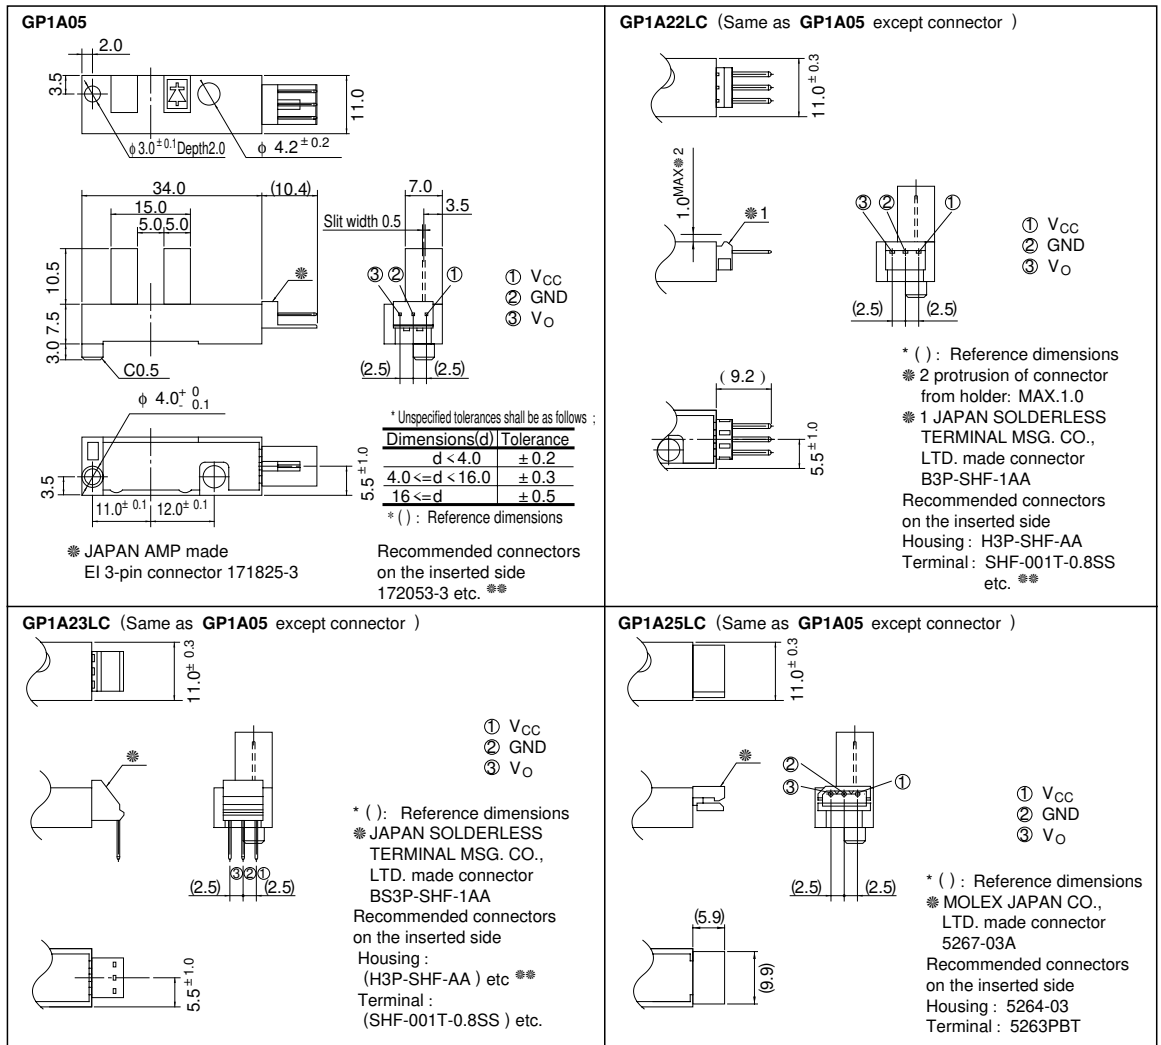 GP1A05
2.0
3.5
11.0
ϕ3.0±0.1Depth2.0
ϕ 4.2±0.2
34.0
(10.4)
15.0
5.0 5.0
10.5
7.5
3.0
※
C0.5
7.0
3.5
Slit width 0.5
③ ② ①
① VCC
② GND
③ VO
(2.5) (2.5)
ϕ 4.0+ 0
- 0.1
3.5
11.0± 0.1 12.0± 0.1
5.5±1.0
* Unspecified tolerances shall be as follows ;
Dimensions(d) Tolerance
d<4.0 ±0.2
4.0<=d<16.0 ±0.3
16<=d ±0.5
* ( ) : Reference dimensions
※ JAPAN AMP made
EI 3-pin connector 171825-3
Recommended connectors
on the inserted side
172053-3 etc. ※※
GP1A22LC (Same as GP1A05 except connector )
11.0±0.3
1.0MAX※2
※1
③ ② ①
① VCC
② GND
③ VO
(2.5) (2.5)
( 9.2 )
5.5±1.0
* ( ) : Reference dimensions
※ 2 protrusion of connector
from holder: MAX.1.0
※ 1 JAPAN SOLDERLESS
TERMINAL MSG. CO.,
LTD. made connector
B3P-SHF-1AA
Recommended connectors
on the inserted side
Housing : H3P-SHF-AA
Terminal : SHF-001T-0.8SS
etc. ※※
GP1A23LC (Same as GP1A05 except connector )
11.0± 0.3
※
③②①
(2.5) (2.5)
① VCC
② GND
③ VO
5.5±1.0
* ( ): Reference dimensions
※ JAPAN SOLDERLESS
TERMINAL MSG. CO.,
LTD. made connector
BS3P-SHF-1AA
Recommended connectors
on the inserted side
Housing :
(H3P-SHF-AA ) etc ※※
Terminal :
(SHF-001T-0.8SS ) etc.
GP1A25LC (Same as GP1A05 except connector )
11.0±0.3
※
②
③ ①
① VCC
② GND
③ VO
(2.5) (2.5)
(5.9)
(9.9)
* ( ) : Reference dimensions
※ MOLEX JAPAN CO.,
LTD. made connector
5267-03A
Recommended connectors
on the inserted side
Housing : 5264-03
Terminal : 5263PBT